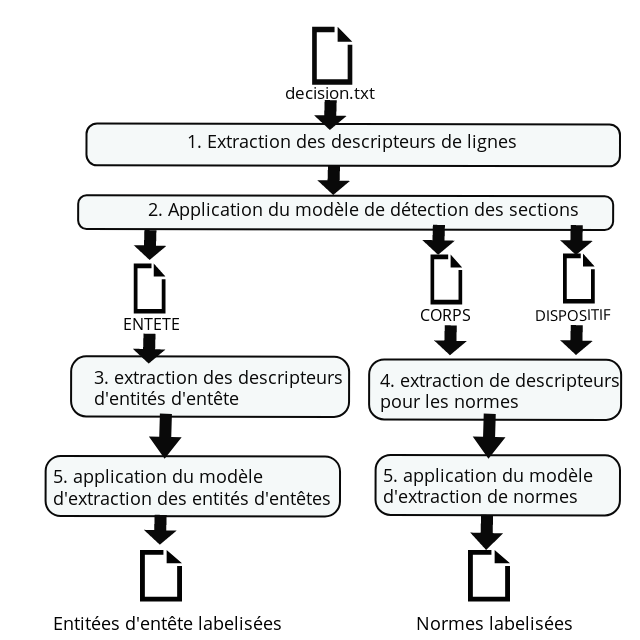 decision.txt
1. Extraction des descripteurs de lignes
2. Application du modèle de détection des sections
ENTETE
CORPS
DISPOSITIF
3. extraction des descripteurs
d'entités d'entête
4. extraction de descripteurs
pour les normes
5. application du modèle
d'extraction des entités d'entêtes
5. application du modèle
d'extraction de normes
Entitées d'entête labelisées
Normes labelisées